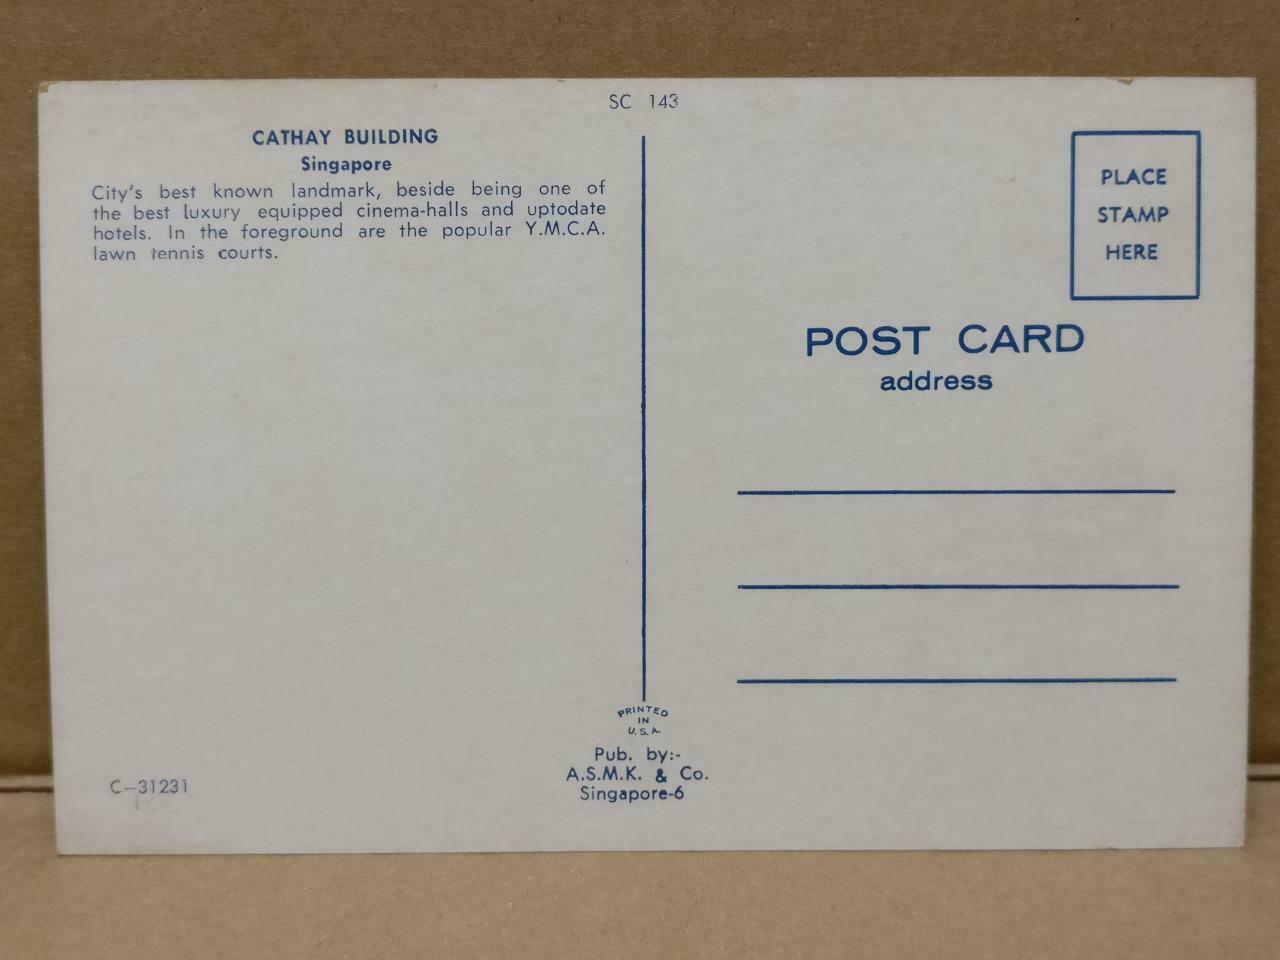 SC 143
CATHAY BUILDING
Singapore
City's best known landmark, beside being one of
the best luxury equipped cinema-halls and uptodate
hotels. In the foreground are the popular Y.M.C.A.
lawn tennis courts.
PLACE
STAMP
HERE
POST CARD
address
PRINTED
IN
U.S.A.
Pub. by:-
A.S.M.K. & Co.
Singapore-6
C-31231